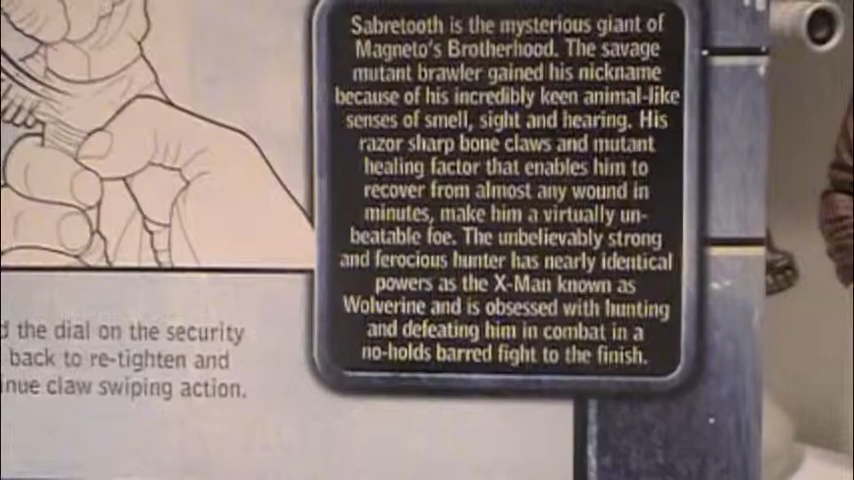 Sabretooth is the mysterious giant of
Magneto's Brotherhood. The savage
mutant brawler gained his nickname
because of his incredibly keen animal-like
senses of smell, sight and hearing. His
razor sharp bone claws and mutant
healing factor that enables him to
recover from almost any wound in
minutes, make him a virtually un-
beatable foe. The unbelievably strong
and ferocious hunter has nearly identical
powers as the X-Man known as
Wolverine and is obsessed with hunting
and defeating him in combat in a
no-holds barred fight to the finish.
the dial on the security
back to re-tighten and
claw swiping action.